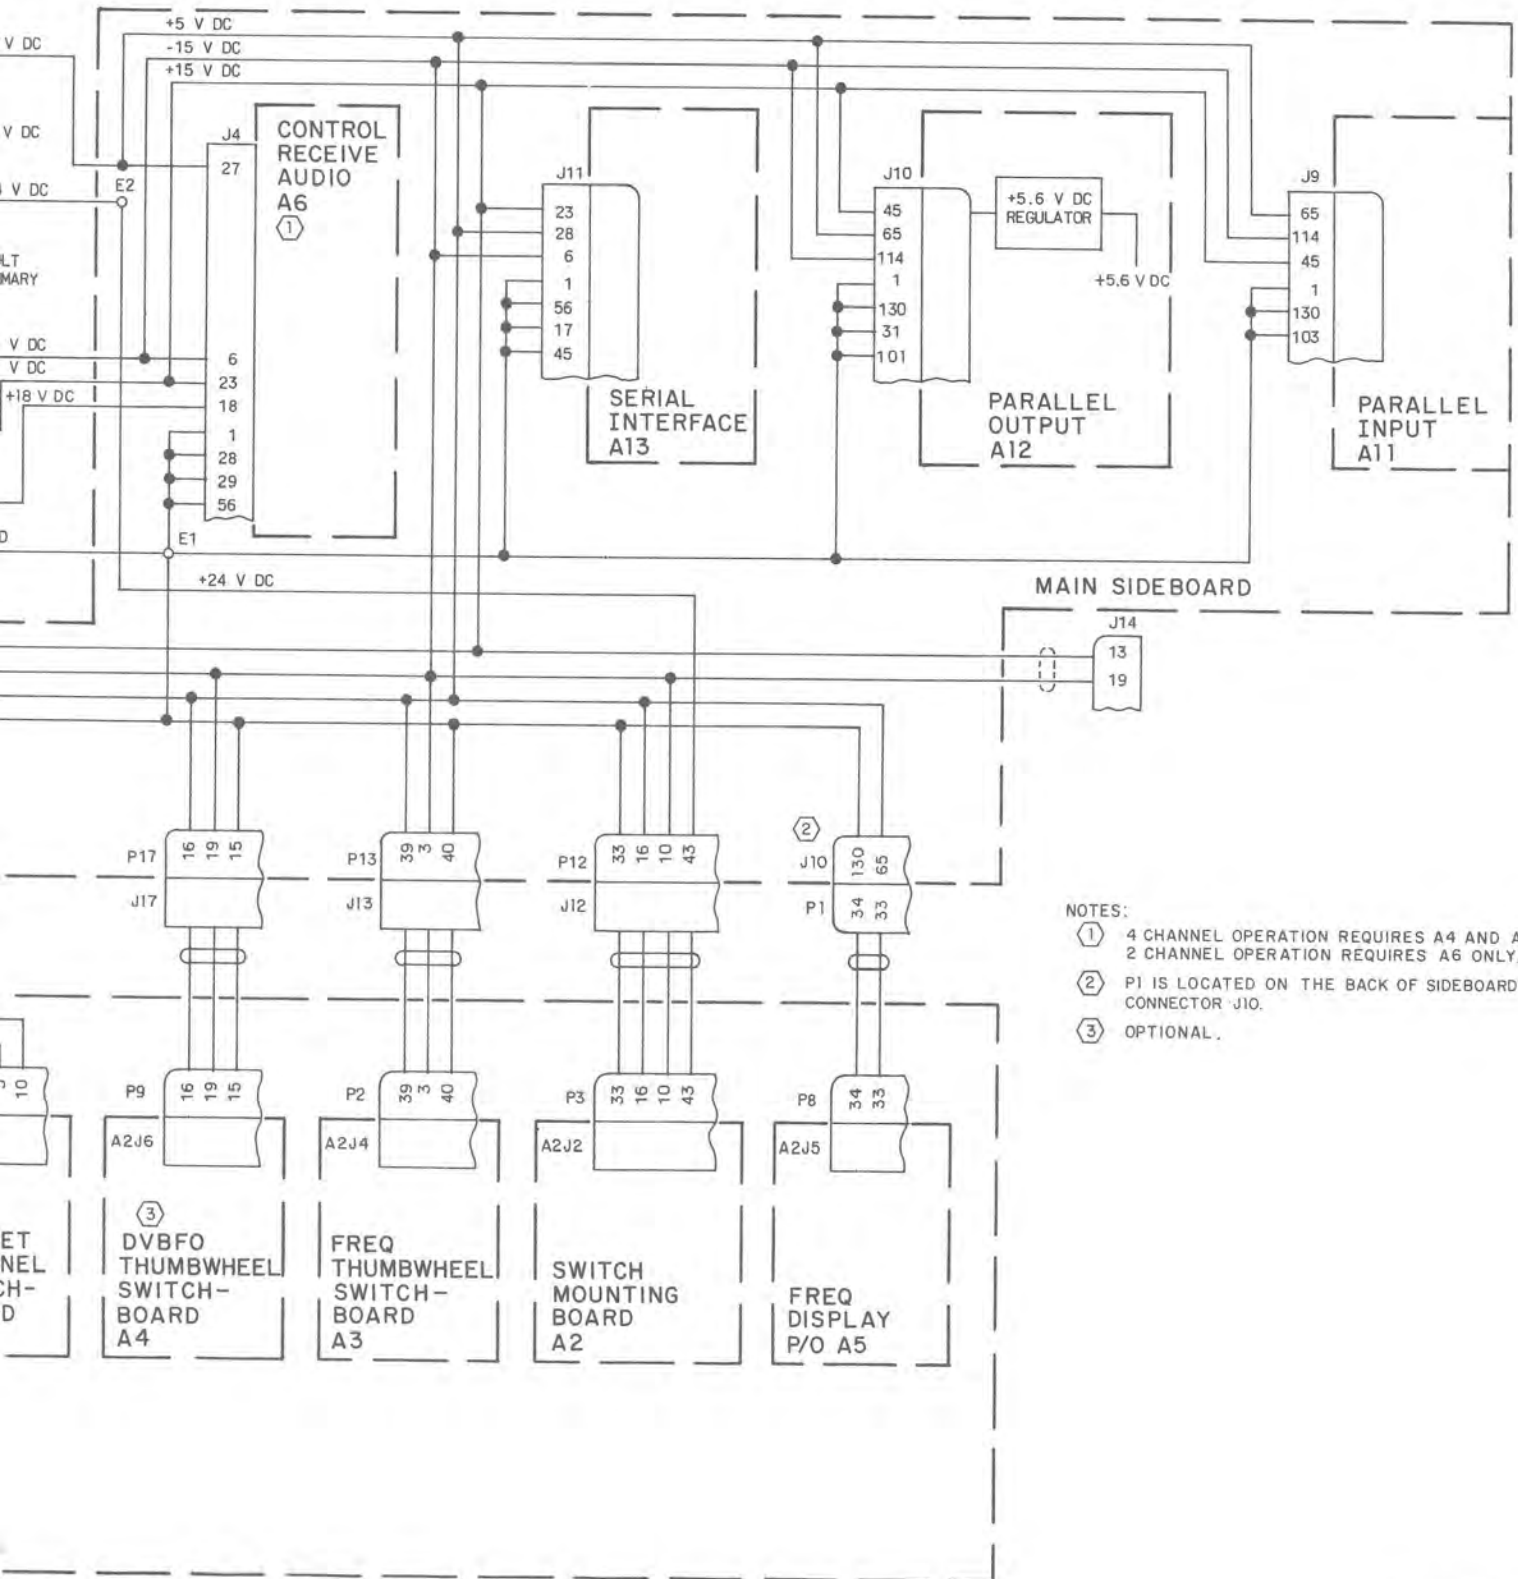 +5 V DC
V DC
-15 V DC
+15 V DC
J4
CONTROL
RECEIVE
AUDIO
A6
1
27
V DC
E2
V DC
6
23
18
1
28
29
56
V DC
V DC
+18 V DC
E1
+24 V DC
J11
23
28
6
1
56
17
45
SERIAL
INTERFACE
A13
J10
45
65
114
1
130
31
101
+5.6 V DC
REGULATOR
+5.6 V DC
PARALLEL
OUTPUT
A12
J9
65
114
45
1
130
103
PARALLEL
INPUT
A11
MAIN SIDEBOARD
J14
13
19
P17
16
19
15
J17
P13
39
3
40
J13
P12
33
16
10
43
J12
2
J10
130
65
P1
34
33
NOTES:
1 4 CHANNEL OPERATION REQUIRES A4 AND
2 CHANNEL OPERATION REQUIRES A6 ONLY.
2 P1 IS LOCATED ON THE BACK OF SIDEBOARD
CONNECTOR J10.
3 OPTIONAL.
10
P9
16
19
15
A2J6
3
DVBFO
THUMBWHEEL
SWITCH-
BOARD
A4
P2
39
3
40
A2J4
FREQ
THUMBWHEEL
SWITCH-
BOARD
A3
P3
33
16
10
43
A2J2
SWITCH
MOUNTING
BOARD
A2
P8
34
33
A2J5
FREQ
DISPLAY
P/O A5